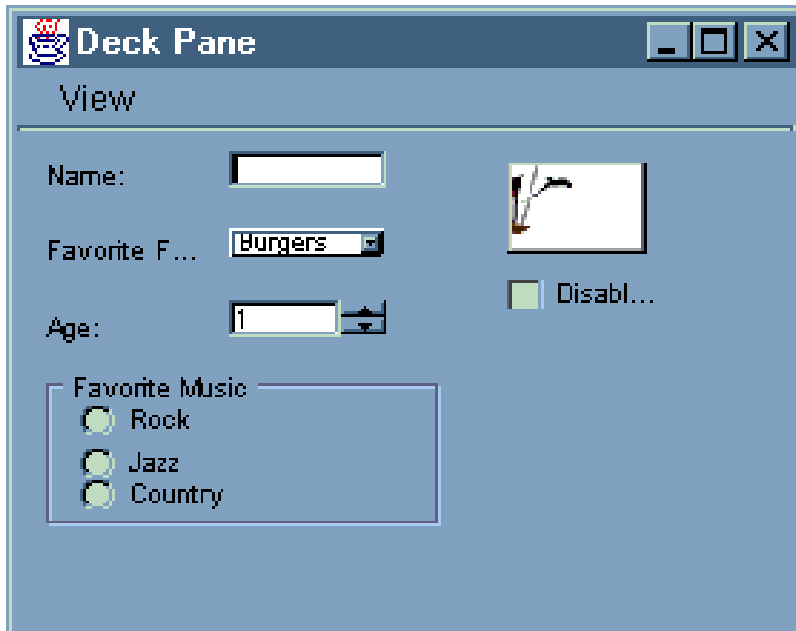 Deck Pane
View
Name:
Favorite F...
Burgers
Disabl...
Age:
1
Favorite Music
Rock
Jazz
Country